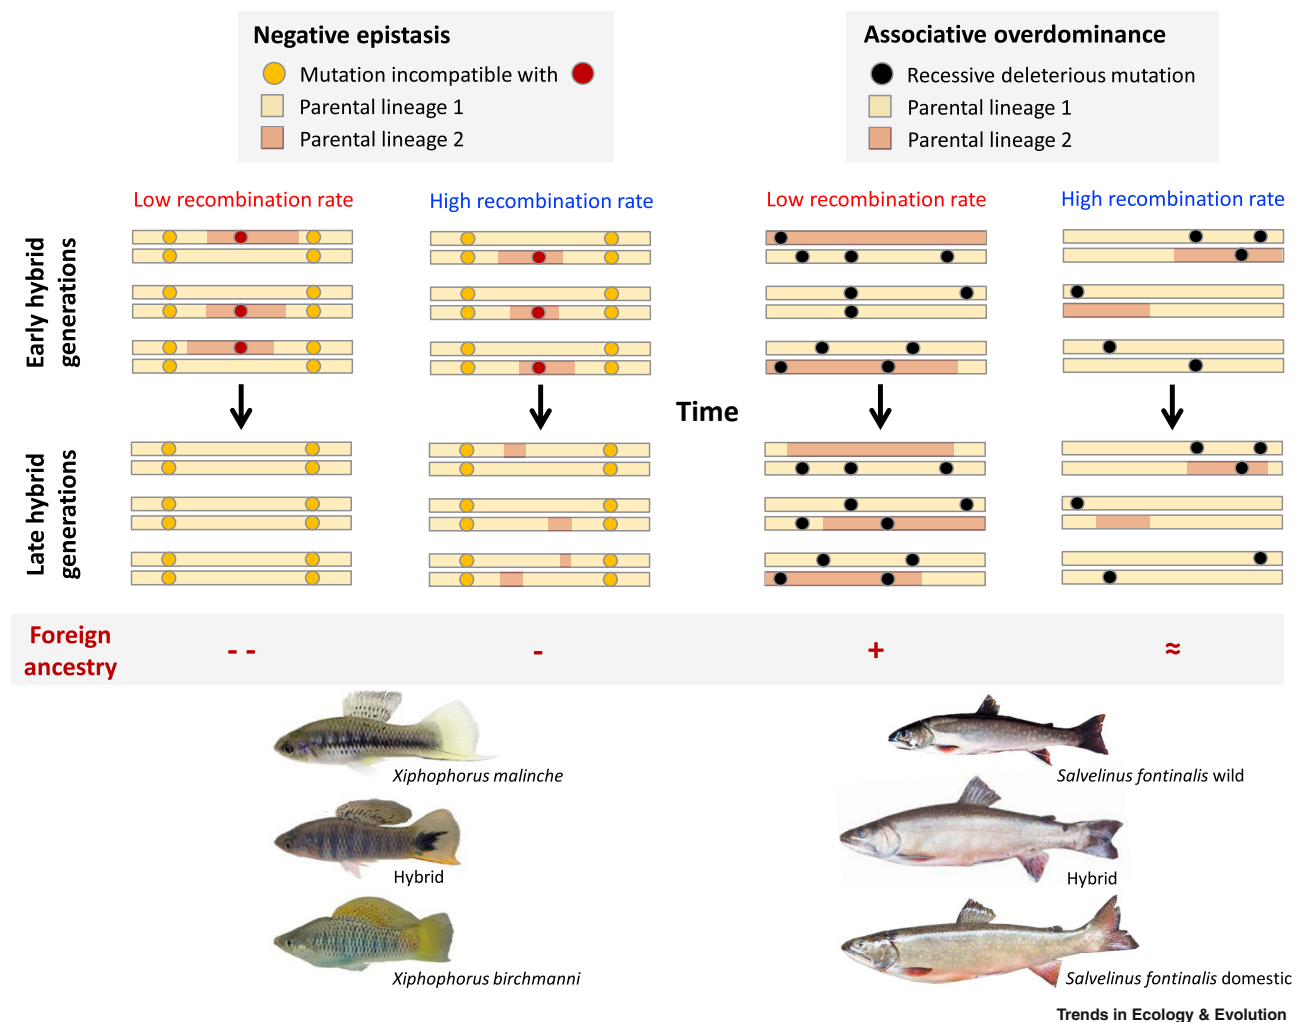 Negative epistasis
Mutation incompatible with
Parental lineage 1
Parental lineage 2
Associative overdominance
Recessive deleterious mutation
Parental lineage 1
Parental lineage 2
Low recombination rate
High recombination rate
Low recombination rate
High recombination rate
Early hybrid
generations
Time
Late hybrid
generations
Foreign
ancestry
- -
-
+
≈
Xiphophorus malinche
Hybrid
Xiphophorus birchmanni
Salvelinus fontinalis wild
Hybrid
Salvelinus fontinalis domestic
Trends in Ecology & Evolution